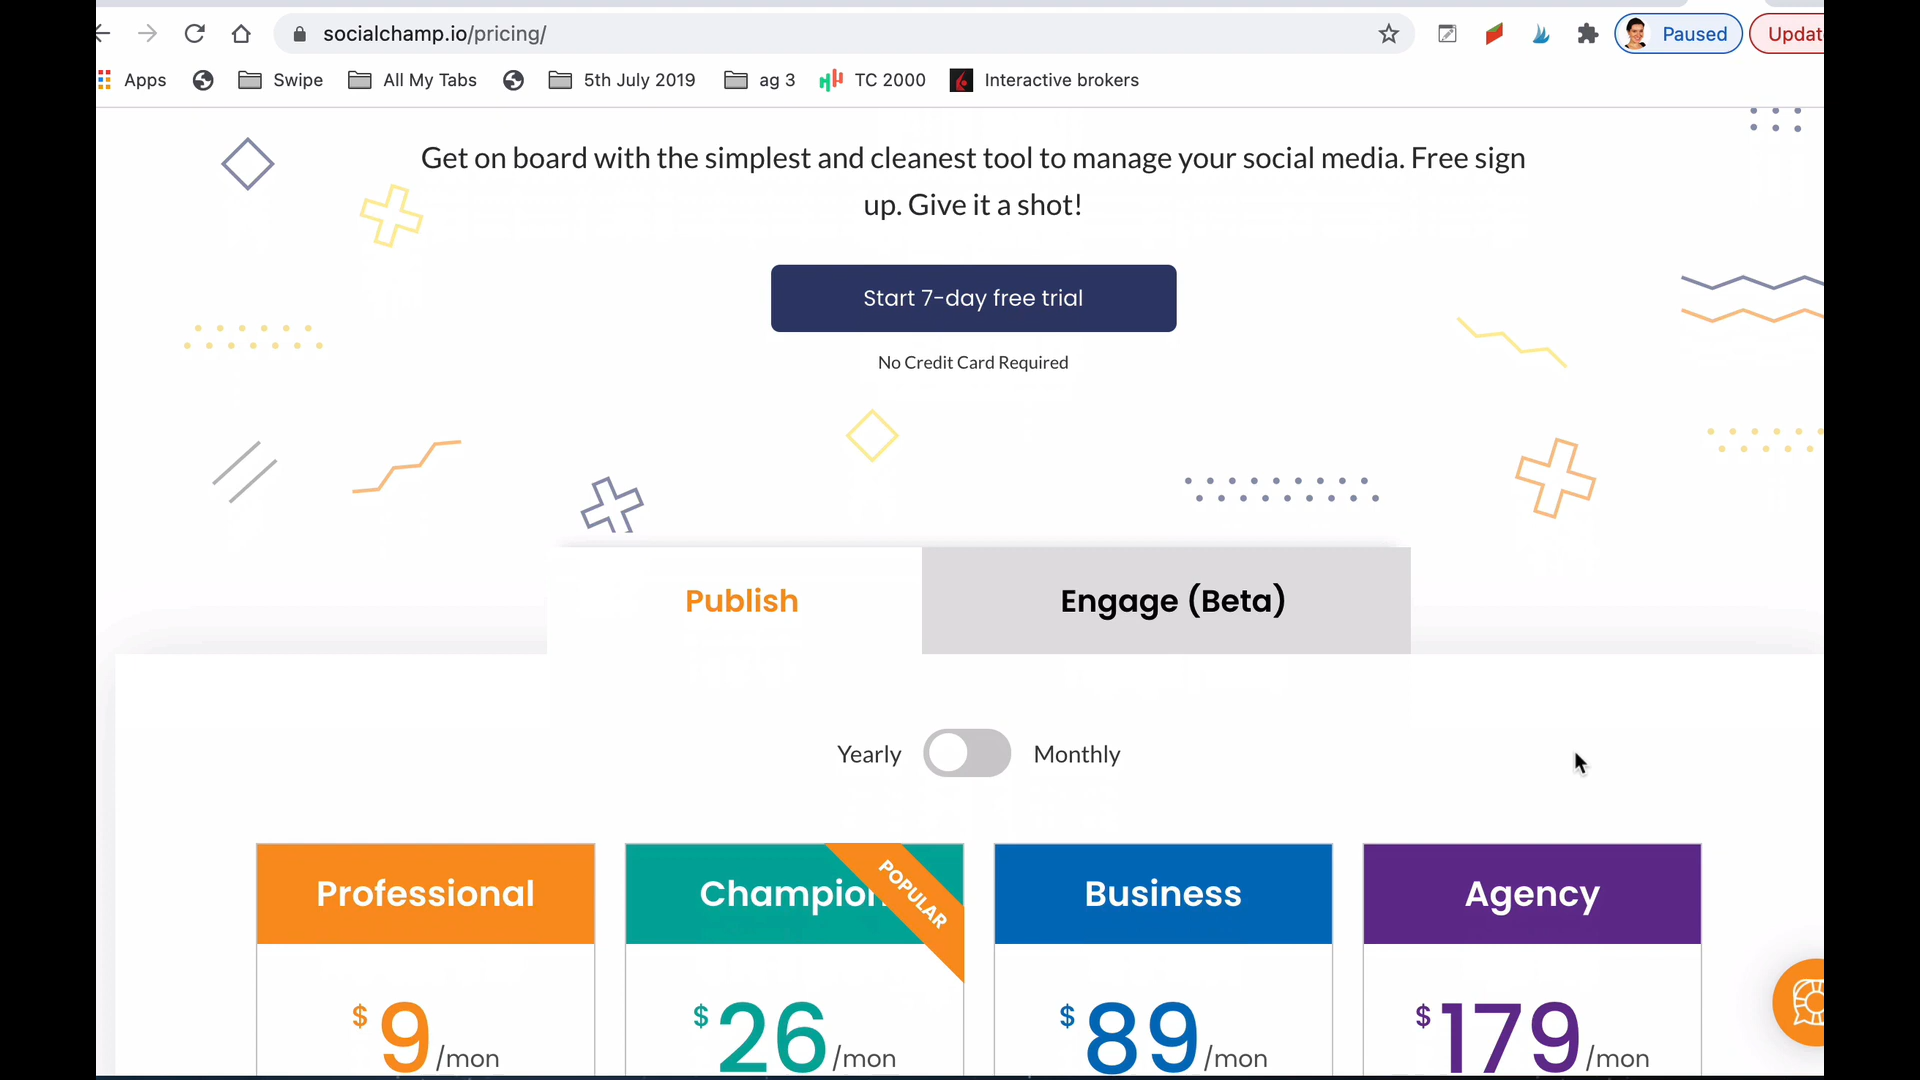 socialchamp.io/pricing/
Paused
Updat
Apps
Swipe
All My Tabs
5th July 2019
ag 3
TC 2000
Interactive brokers
Get on board with the simplest and cleanest tool to manage your social media. Free sign
up. Give it a shot!
Start 7-day free trial
No Credit Card Required
Publish
Engage (Beta)
Yearly
Monthly
Professional
Champion
POPULAR
Business
Agency
$9/mon
$26/mon
$89/mon
$179/mon